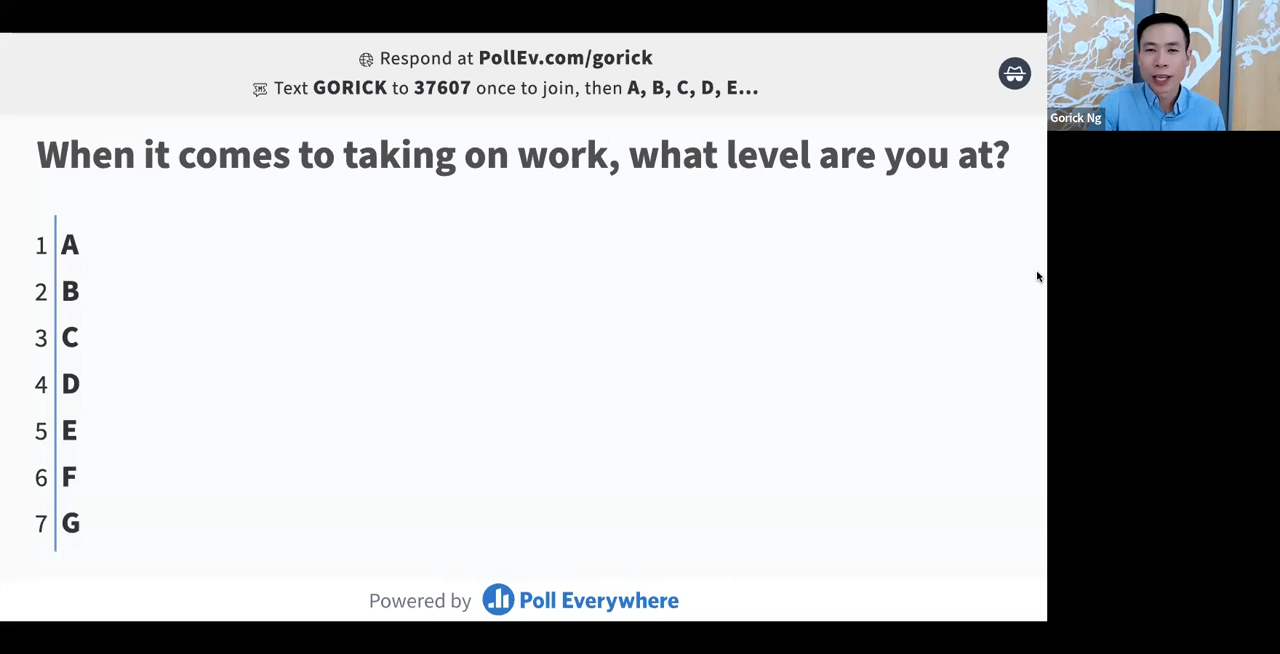 Respond at PollEv.com/gorick
Text GORICK to 37607 once to join, then A, B, C, D, E...
When it comes to taking on work, what level are you at?
1 A
2 B
3 C
4 D
5 E
6 F
7 G
Powered by Poll Everywhere
Gorick Ng